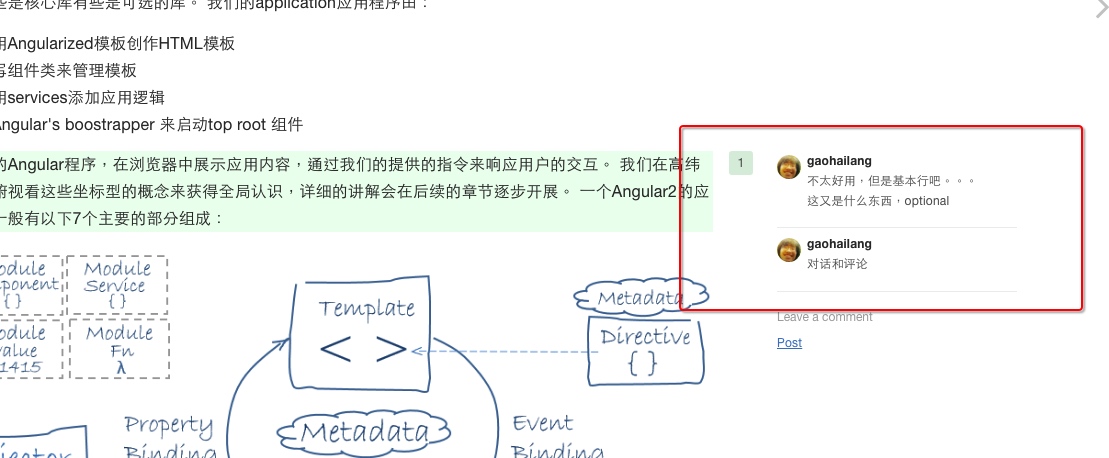 些是核心库有些是可选的库。 我们的application应用程序由：
用Angularized模板创作HTML模板
写组件类来管理模板
用services添加应用逻辑
Angular's boostrapper 来启动top root 组件
的Angular程序，在浏览器中展示应用内容，通过我们的提供的指令来响应用户的交互。 我们在高纬
俯视看这些坐标型的概念来获得全局认识，详细的讲解会在后续的章节逐步开展。 一个Angular2的应
一般有以下7个主要的部分组成：
1
gaohailang
不太好用，但是基本行吧。。。
这又是什么东西，optional
gaohailang
对话和评论
Leave a comment
Post
odule
ponent
{}
Module
Service
{}
odule
alue
1415
Module
Fn
λ
Template
< >
Metadata
Directive
{}
Property
Binding
Metadata
Event
Binding